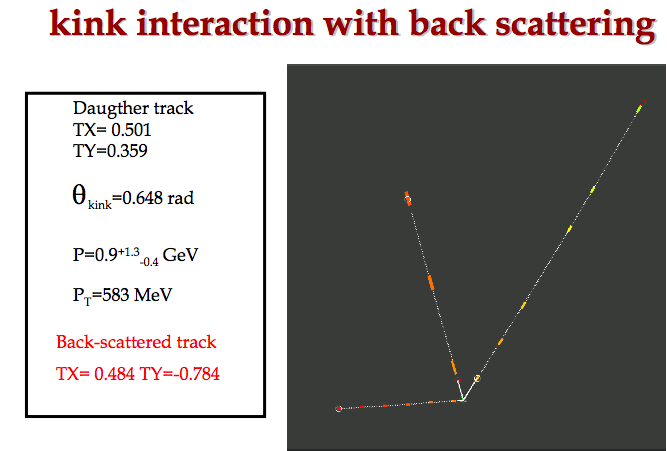 kink interaction with back scattering
Daugther track
TX= 0.501
TY=0.359
θkink=0.648 rad
P=0.9+1.3-0.4 GeV
PT=583 MeV
Back-scattered track
TX= 0.484 TY=-0.784